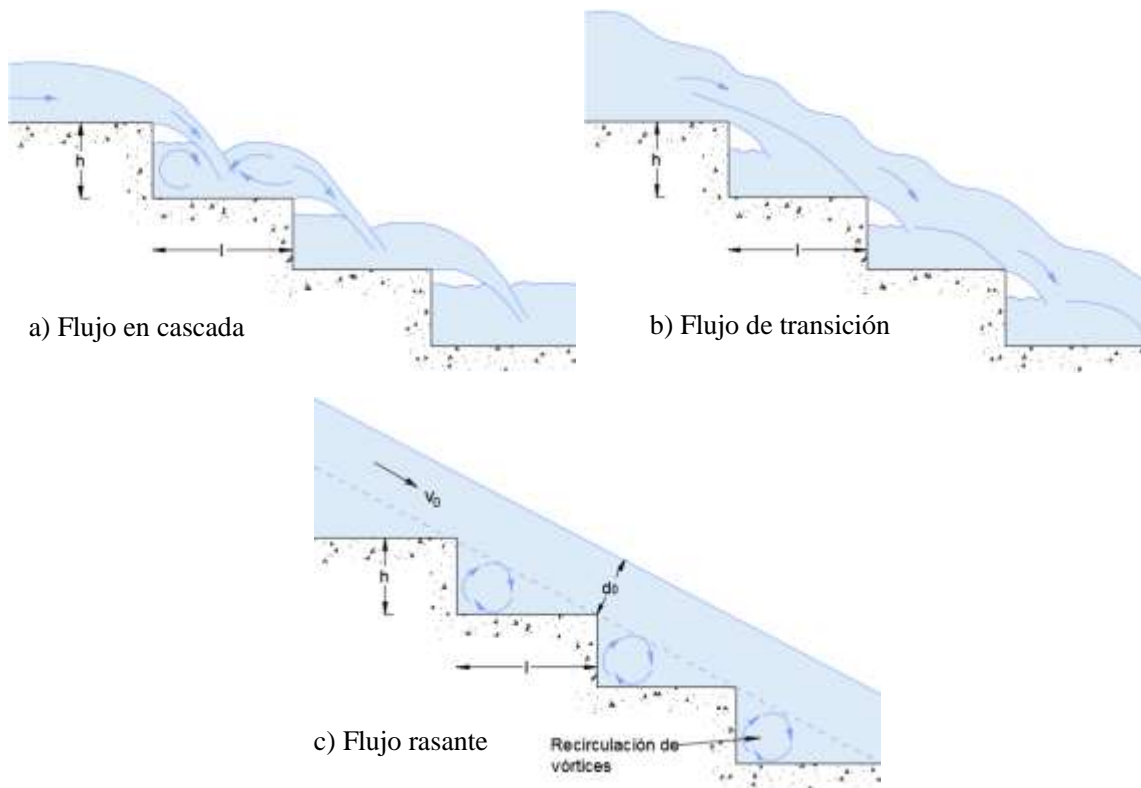 h
l
a) Flujo en cascada
h
l
b) Flujo de transición
V₀
h
d₀
l
c) Flujo rasante
Recirculación de
vórtices